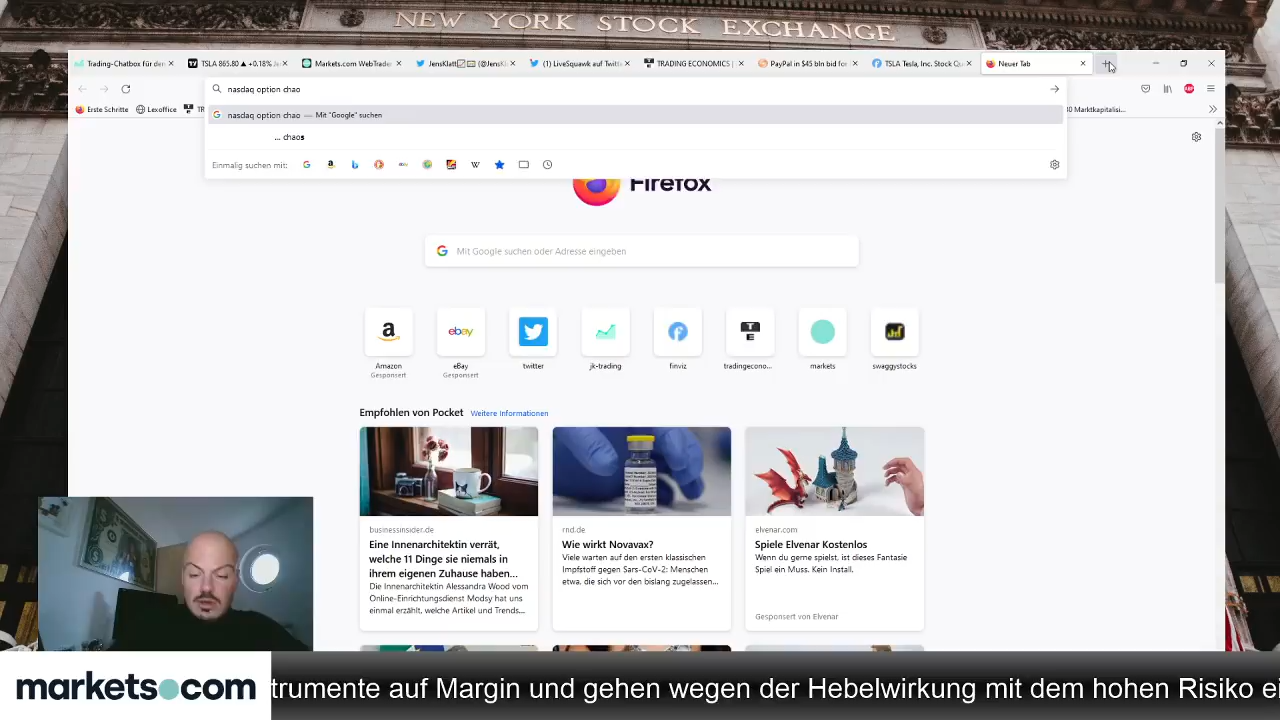 NEW YORK STOCK EXCHANGE
Trading-Chatbox für den
TSLA 865.80 ▲ +0.18%
Markets.com WebTrader
JensKlatt
(@JensKl
(1) LiveSquawk auf Twitt
TRADING ECONOMICS |
PayPal in $45 bln bid for
TSLA Tesla, Inc. Stock Qu
Neuer Tab
nasdaq option chao
Erste Schritte
Lexoffice
Marktkapitalisi...
nasdaq option chao — Mit "Google" suchen
... chaos
Einmalig suchen mit:
Firefox
Mit Google suchen oder Adresse eingeben
Amazon
Gesponsert
eBay
Gesponsert
twitter
jk-trading
finviz
tradingecono...
markets
swaggystocks
Empfohlen von Pocket
Weitere Informationen
businessinsider.de
Eine Innenarchitektin verrät,
welche 11 Dinge sie niemals in
ihrem eigenen Zuhause haben...
Die Innenarchitektin Alessandra Wood vom
Online-Einrichtungsdienst Modsy hat uns
einmal erzählt, welche Artikel und Trends...
rnd.de
Wie wirkt Novavax?
Viele warten auf den ersten klassischen
Impfstoff gegen Sars-CoV-2: Menschen
etwa, die sich vor den bislang zugelassen...
elvenar.com
Spiele Elvenar Kostenlos
Wenn du gerne spielst, ist dieses Fantasie
Spiel ein Muss. Kein Install.
Gesponsert von Elvenar
markets.com
trumente auf Margin und gehen wegen der Hebelwirkung mit dem hohen Risiko ei